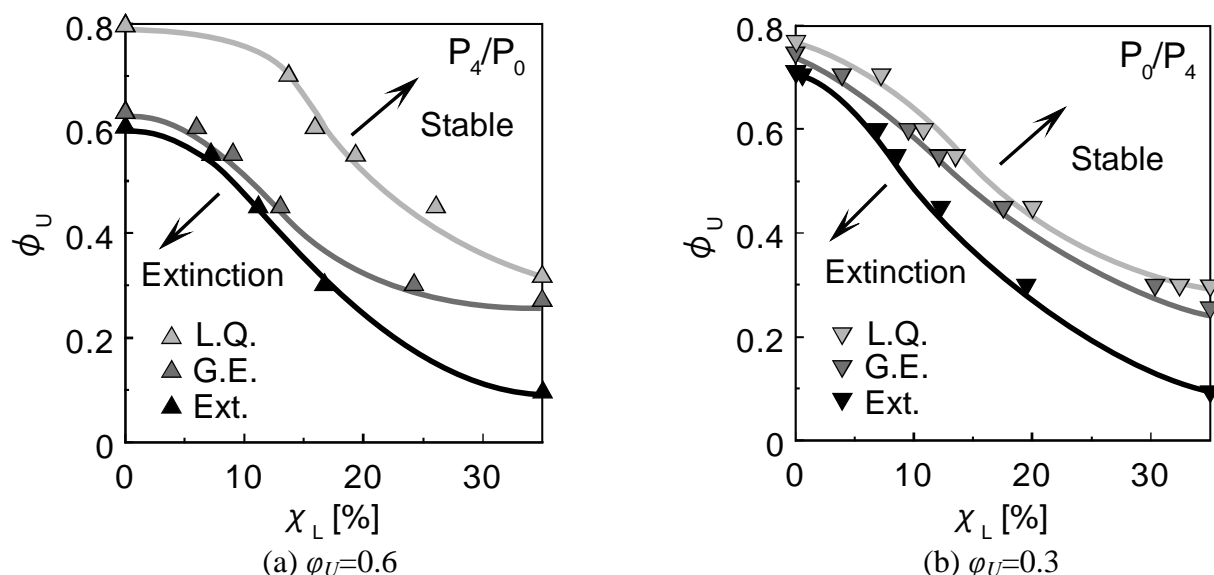 0.8
0.6
0.4
0.2
0
ϕU
P4/P0
Stable
Extinction
L.Q.
G.E.
Ext.
0 10 20 30
χL [%]
(a) φU=0.6
0.8
0.6
0.4
0.2
0
ϕU
P0/P4
Stable
Extinction
L.Q.
G.E.
Ext.
0 10 20 30
χL [%]
(b) φU=0.3